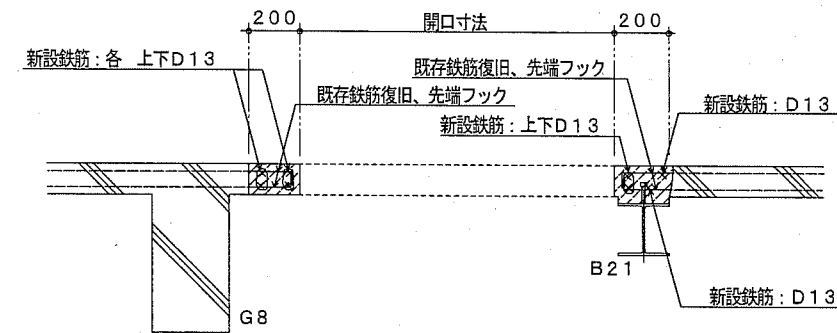 200
開口寸法
200
新設鉄筋：各 上下D13
既存鉄筋復旧、先端フック
既存鉄筋復旧、先端フック
新設鉄筋：D13
新設鉄筋：上下D13
B21
新設鉄筋：D13
G8